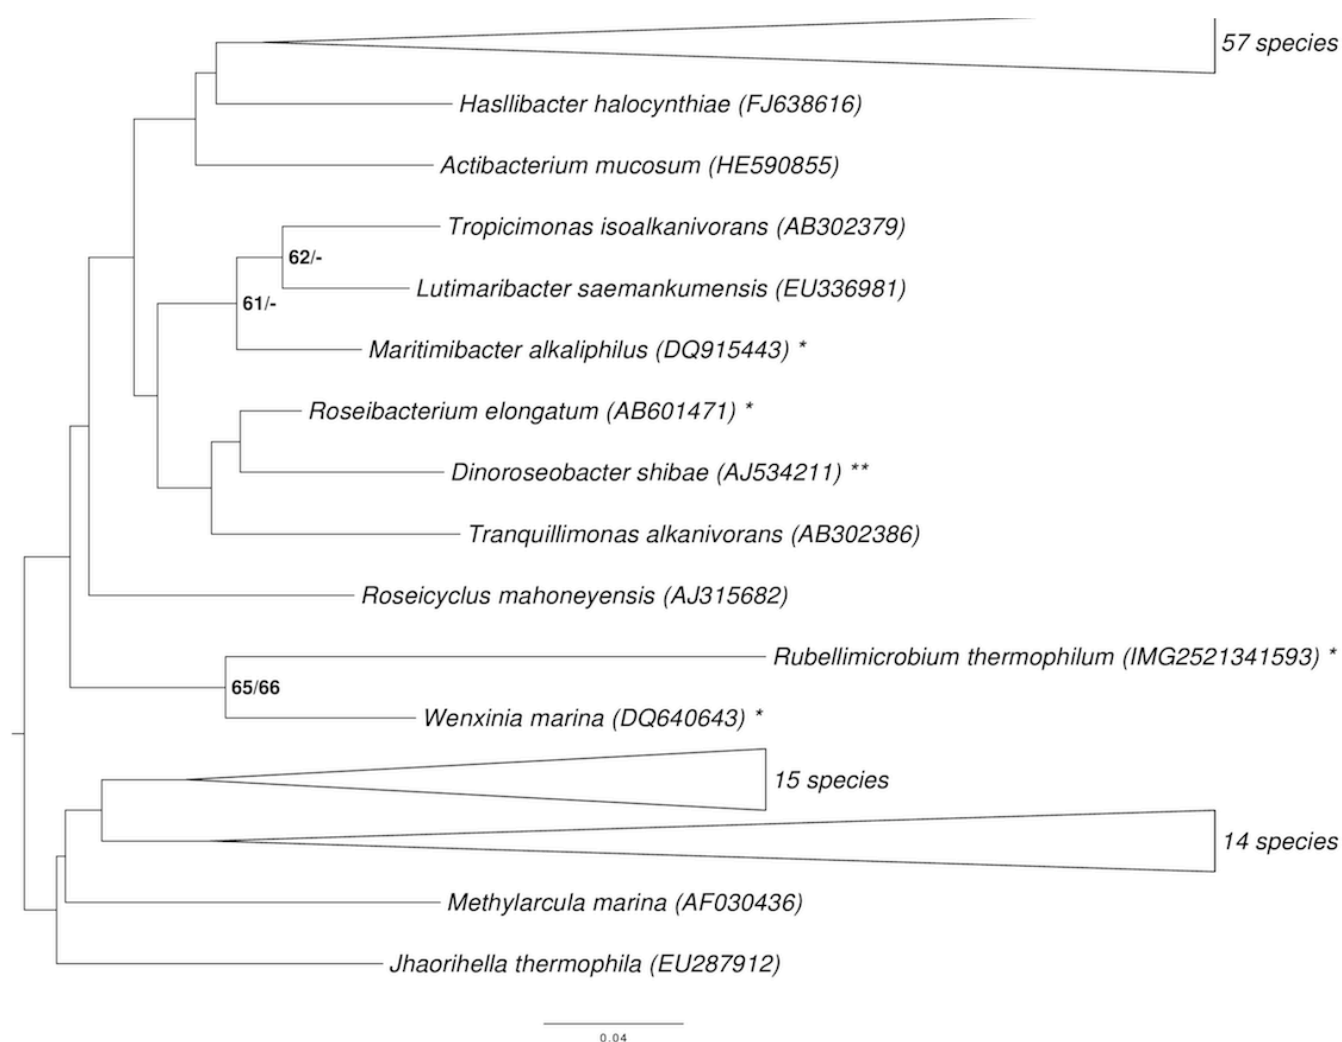 57 species
Hasllibacter halocynthiae (FJ638616)
Actibacterium mucosum (HE590855)
Tropicimonas isoalkanivorans (AB302379)
62/-
Lutimaribacter saemankumensis (EU336981)
61/-
Maritimibacter alkaliphilus (DQ915443) *
Roseibacterium elongatum (AB601471) *
Dinoroseobacter shibae (AJ534211) **
Tranquillimonas alkanivorans (AB302386)
Roseicyclus mahoneyensis (AJ315682)
Rubellimicrobium thermophilum (IMG2521341593) *
65/66
Wenxinia marina (DQ640643) *
15 species
14 species
Methylarcula marina (AF030436)
Jhaorihella thermophila (EU287912)
0.04